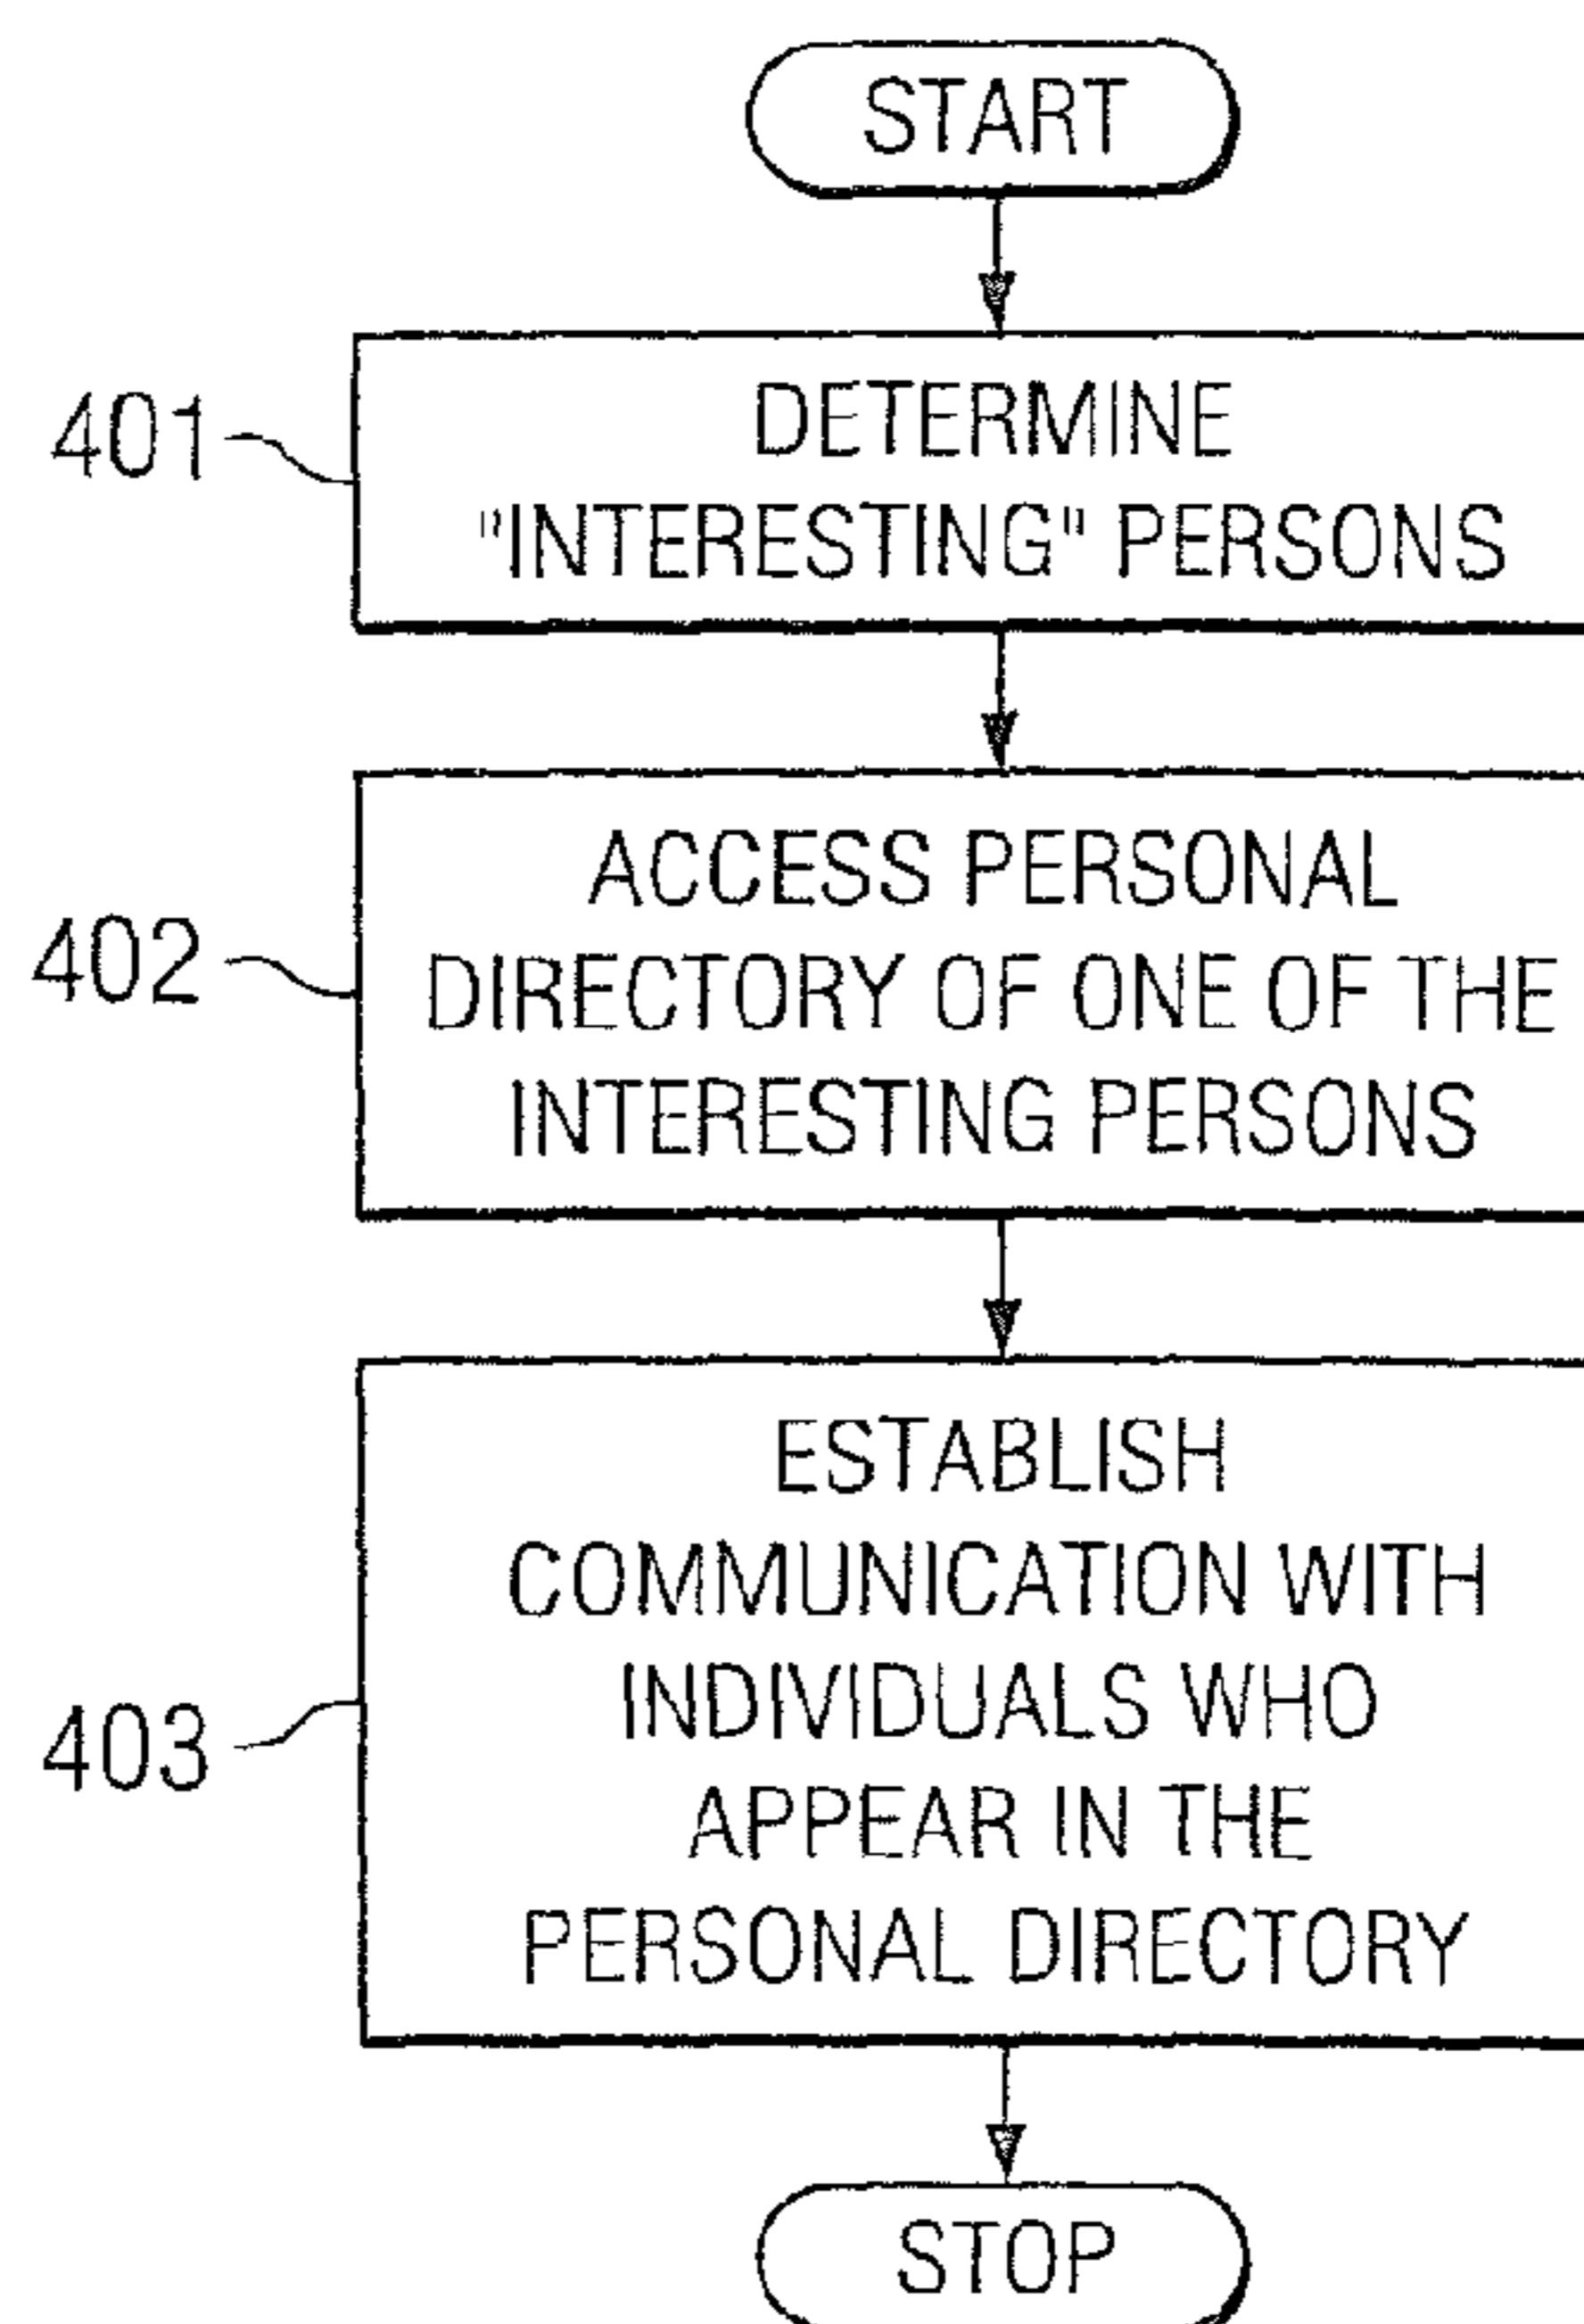 START
401
DETERMINE
"INTERESTING" PERSONS
402
ACCESS PERSONAL
DIRECTORY OF ONE OF THE
INTERESTING PERSONS
403
ESTABLISH
COMMUNICATION WITH
INDIVIDUALS WHO
APPEAR IN THE
PERSONAL DIRECTORY
STOP